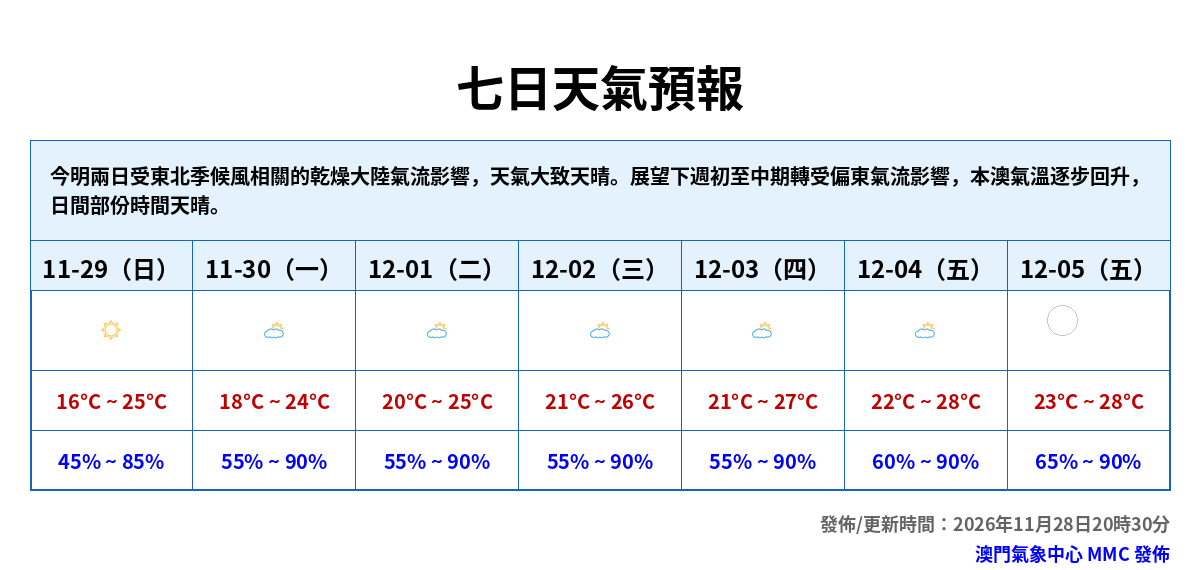 七日天氣預報
今明兩日受東北季候風相關的乾燥大陸氣流影響，天氣大致天晴。展望下週初至中期轉受偏東氣流影響，本澳氣溫逐步回升，
日間部份時間天晴。
11-29（日） 11-30（一） 12-01（二） 12-02（三） 12-03（四） 12-04（五） 12-05（五）
16°C ~ 25°C 18°C ~ 24°C 20°C ~ 25°C 21°C ~ 26°C 21°C ~ 27°C 22°C ~ 28°C 23°C ~ 28°C
45% ~ 85% 55% ~ 90% 55% ~ 90% 55% ~ 90% 55% ~ 90% 60% ~ 90% 65% ~ 90%
發佈/更新時間：2026年11月28日20時30分
澳門氣象中心 MMC 發佈